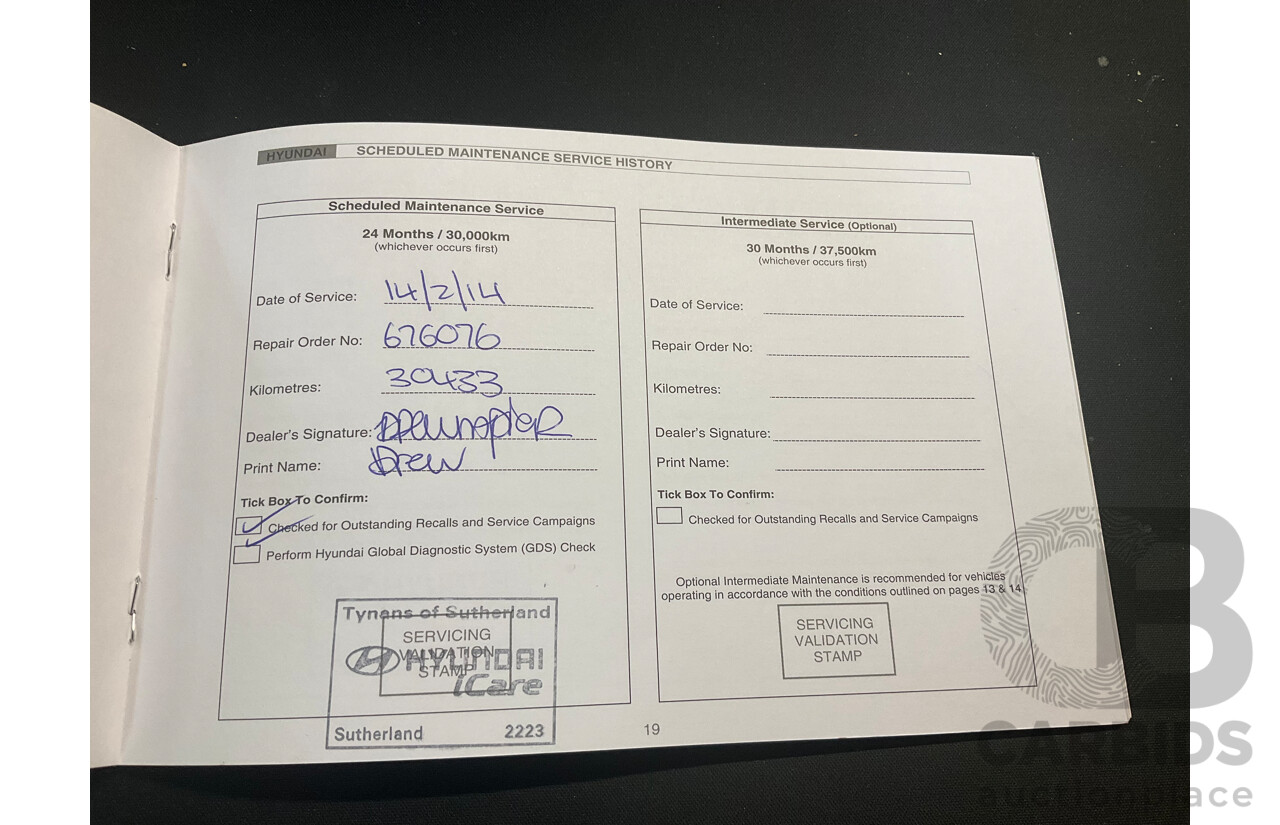 HYUNDAI SCHEDULED MAINTENANCE SERVICE HISTORY
Scheduled Maintenance Service
24 Months / 30,000km
(whichever occurs first)
Date of Service: 14/2/14
Repair Order No: 676076
Kilometres: 30433
Dealer's Signature:
Print Name: Drew
Tick Box To Confirm:
Checked for Outstanding Recalls and Service Campaigns
Perform Hyundai Global Diagnostic System (GDS) Check
Tynans of Sutherland
SERVICING
VALIDATION
STAMP
HYUNDAI
iCare
Sutherland 2223
Intermediate Service (Optional)
30 Months / 37,500km
(whichever occurs first)
Date of Service:
Repair Order No:
Kilometres:
Dealer's Signature:
Print Name:
Tick Box To Confirm:
Checked for Outstanding Recalls and Service Campaigns
Optional Intermediate Maintenance is recommended for vehicles
operating in accordance with the conditions outlined on pages 13 & 14.
SERVICING
VALIDATION
STAMP
19
CB
CARBIDS
auctionplace